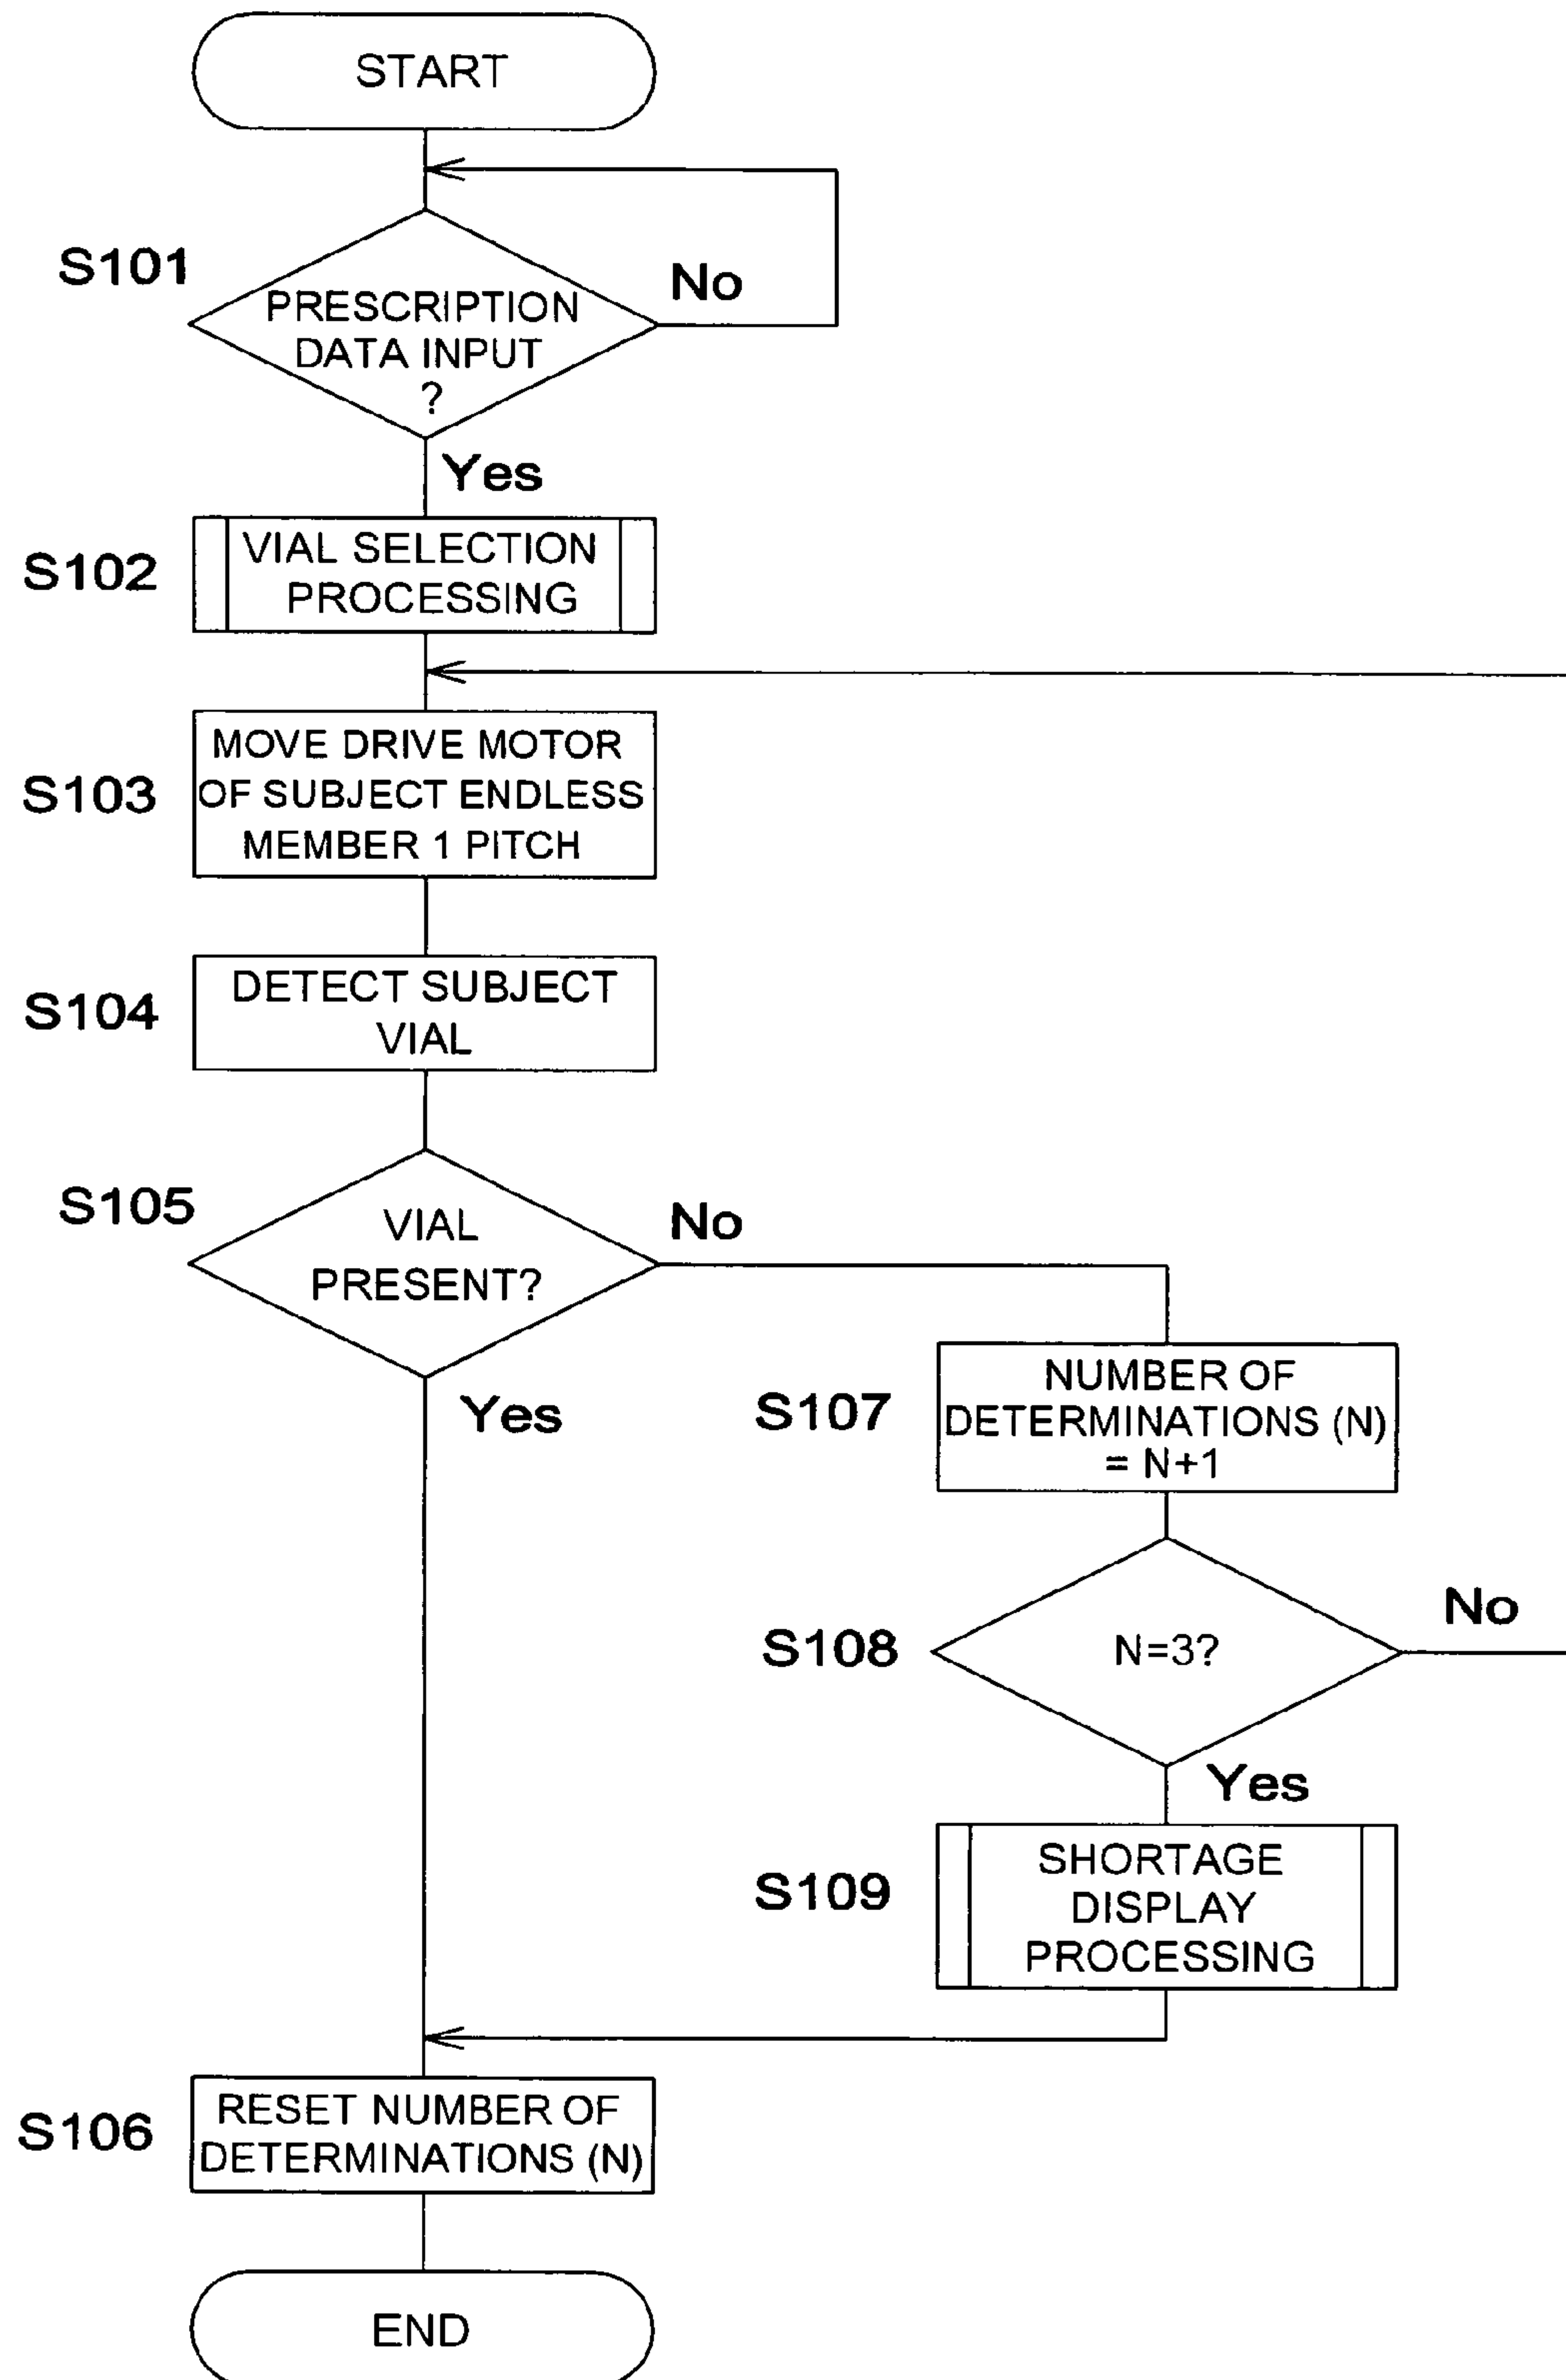 START
S101
PRESCRIPTION
DATA INPUT
?
No
Yes
S102
VIAL SELECTION
PROCESSING
S103
MOVE DRIVE MOTOR
OF SUBJECT ENDLESS
MEMBER 1 PITCH
S104
DETECT SUBJECT
VIAL
S105
VIAL
PRESENT?
No
Yes
S107
NUMBER OF
DETERMINATIONS (N)
= N+1
S108
N=3?
No
Yes
S109
SHORTAGE
DISPLAY
PROCESSING
S106
RESET NUMBER OF
DETERMINATIONS (N)
END